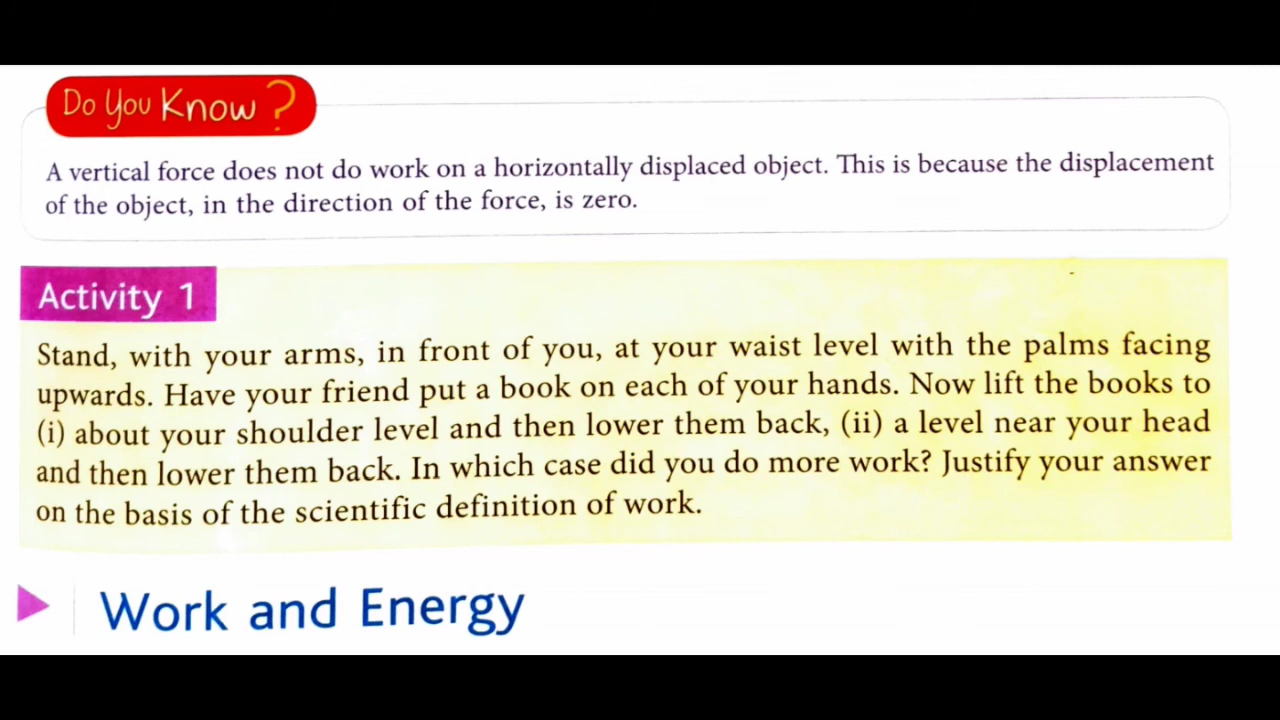 Do You Know ?
A vertical force does not do work on a horizontally displaced object. This is because the displacement
of the object, in the direction of the force, is zero.
Activity 1
Stand, with your arms, in front of you, at your waist level with the palms facing
upwards. Have your friend put a book on each of your hands. Now lift the books to
(i) about your shoulder level and then lower them back, (ii) a level near your head
and then lower them back. In which case did you do more work? Justify your answer
on the basis of the scientific definition of work.
Work and Energy